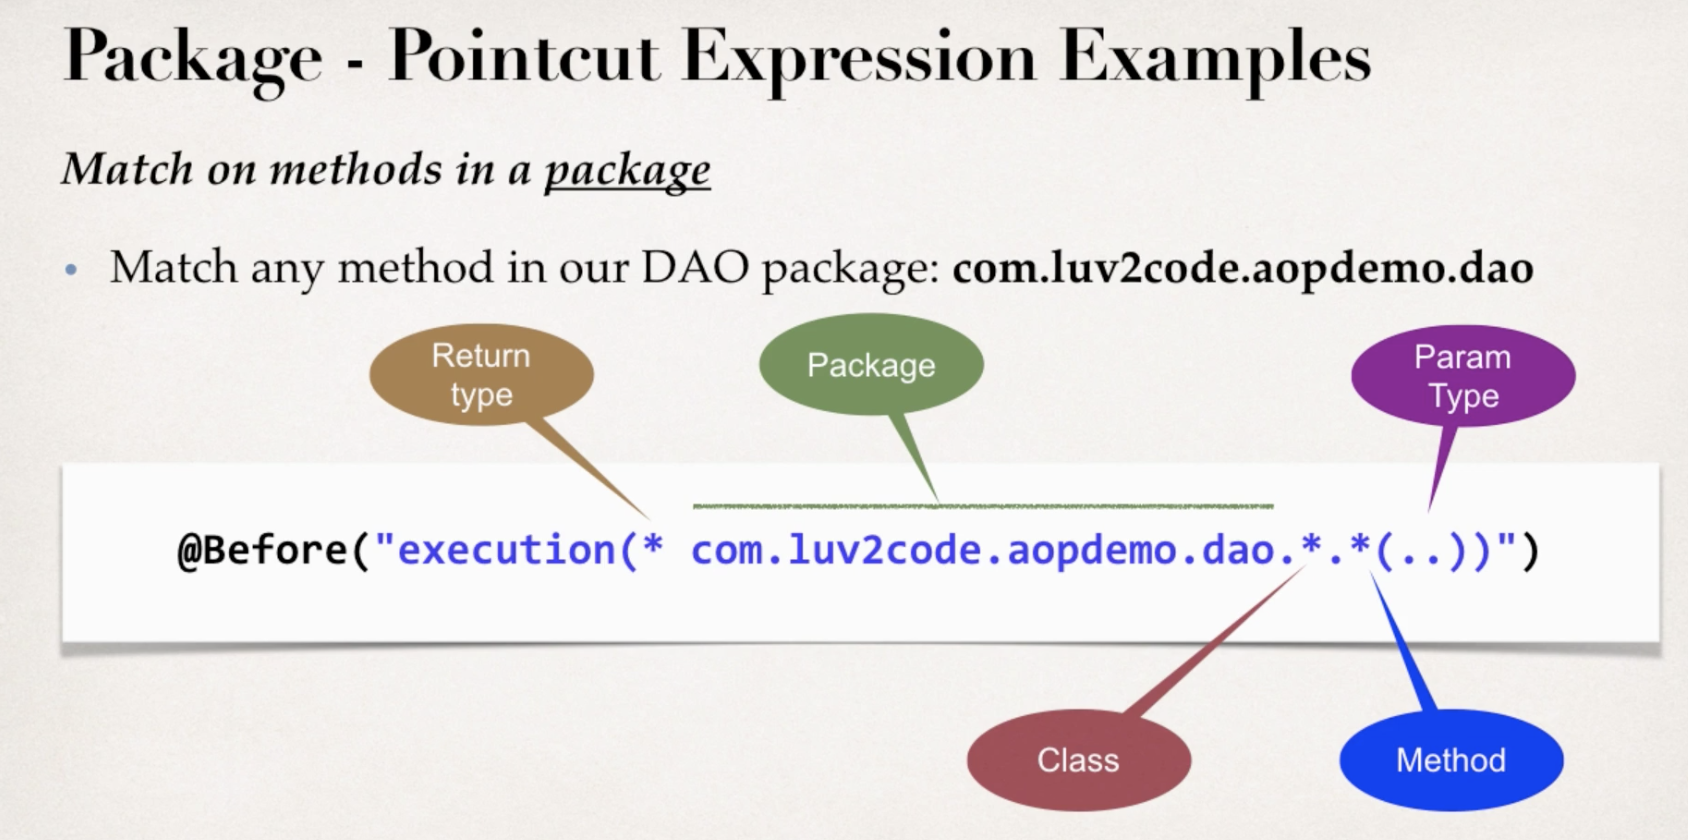 Package - Pointcut Expression Examples
Match on methods in a package
• Match any method in our DAO package: com.luv2code.aopdemo.dao
Return
type
Package
Param
Type
@Before("execution(* com.luv2code.aopdemo.dao.*.*(..))")
Class
Method